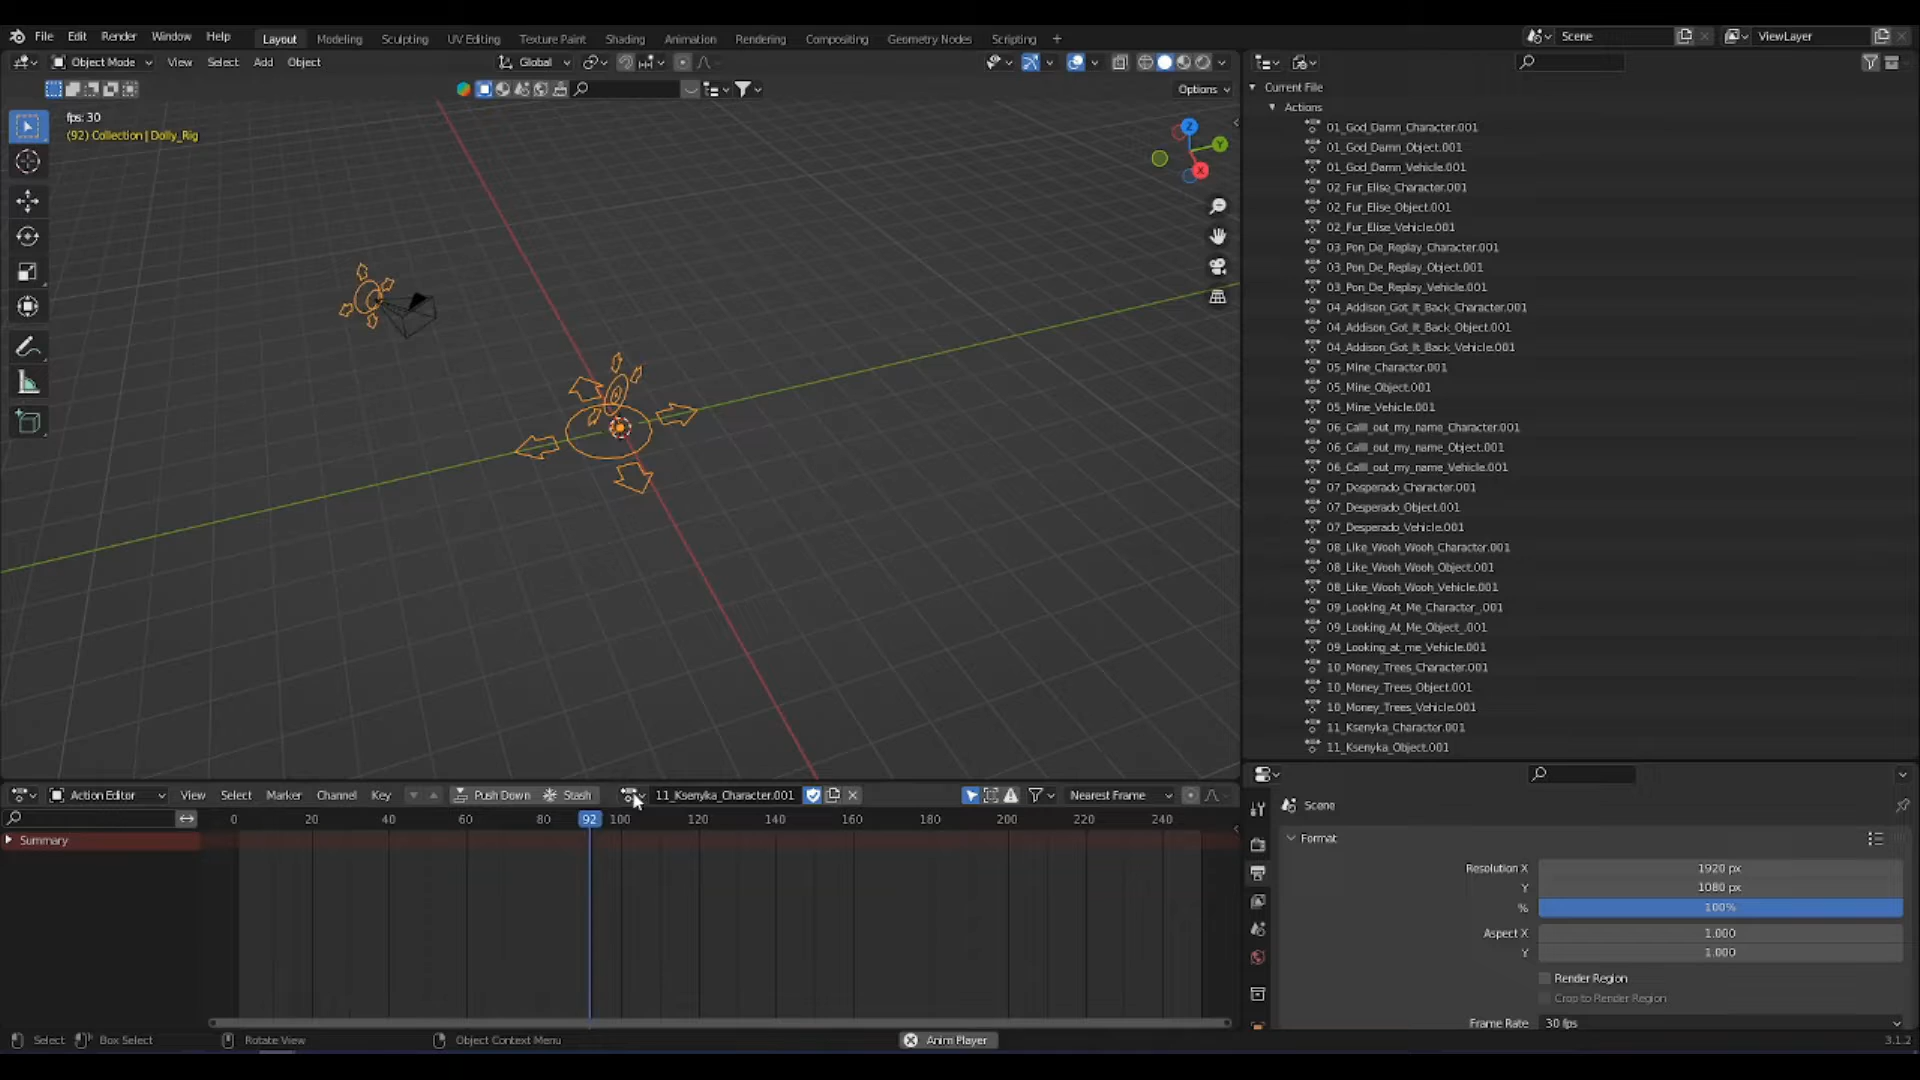 File Edit Render Window Help Layout Modeling Sculpting UV Editing Texture Paint Shading Animation Rendering Compositing Geometry Nodes Scripting + Scene ViewLayer
Object Mode View Select Add Object Global
Options
fps: 30
(92) Collection | Dolly_Rig
Z
Y
X
Current File
Actions
01_God_Damn_Character.001
01_God_Damn_Object.001
01_God_Damn_Vehicle.001
02_Fur_Elise_Character.001
02_Fur_Elise_Object.001
02_Fur_Elise_Vehicle.001
03_Pon_De_Replay_Character.001
03_Pon_De_Replay_Object.001
03_Pon_De_Replay_Vehicle.001
04_Addison_Got_It_Back_Character.001
04_Addison_Got_It_Back_Object.001
04_Addison_Got_It_Back_Vehicle.001
05_Mine_Character.001
05_Mine_Object.001
05_Mine_Vehicle.001
06_Calll_out_my_name_Character.001
06_Calll_out_my_name_Object.001
06_Calll_out_my_name_Vehicle.001
07_Desperado_Character.001
07_Desperado_Object.001
07_Desperado_Vehicle.001
08_Like_Wooh_Wooh_Character.001
08_Like_Wooh_Wooh_Object.001
08_Like_Wooh_Wooh_Vehicle.001
09_Looking_At_Me_Character_.001
09_Looking_At_Me_Object_.001
09_Looking_at_me_Vehicle.001
10_Money_Trees_Character.001
10_Money_Trees_Object.001
10_Money_Trees_Vehicle.001
11_Ksenyka_Character.001
11_Ksenyka_Object.001
Action Editor View Select Marker Channel Key Push Down Stash 11_Ksenyka_Character.001 Nearest Frame
0 20 40 60 80 92 100 120 140 160 180 200 220 240
Summary
Scene
Format
Resolution X 1920 px
Y 1080 px
% 100%
Aspect X 1.000
Y 1.000
Render Region
Crop to Render Region
Frame Rate 30 fps
Select Box Select Rotate View Object Context Menu Anim Player 3.1.2